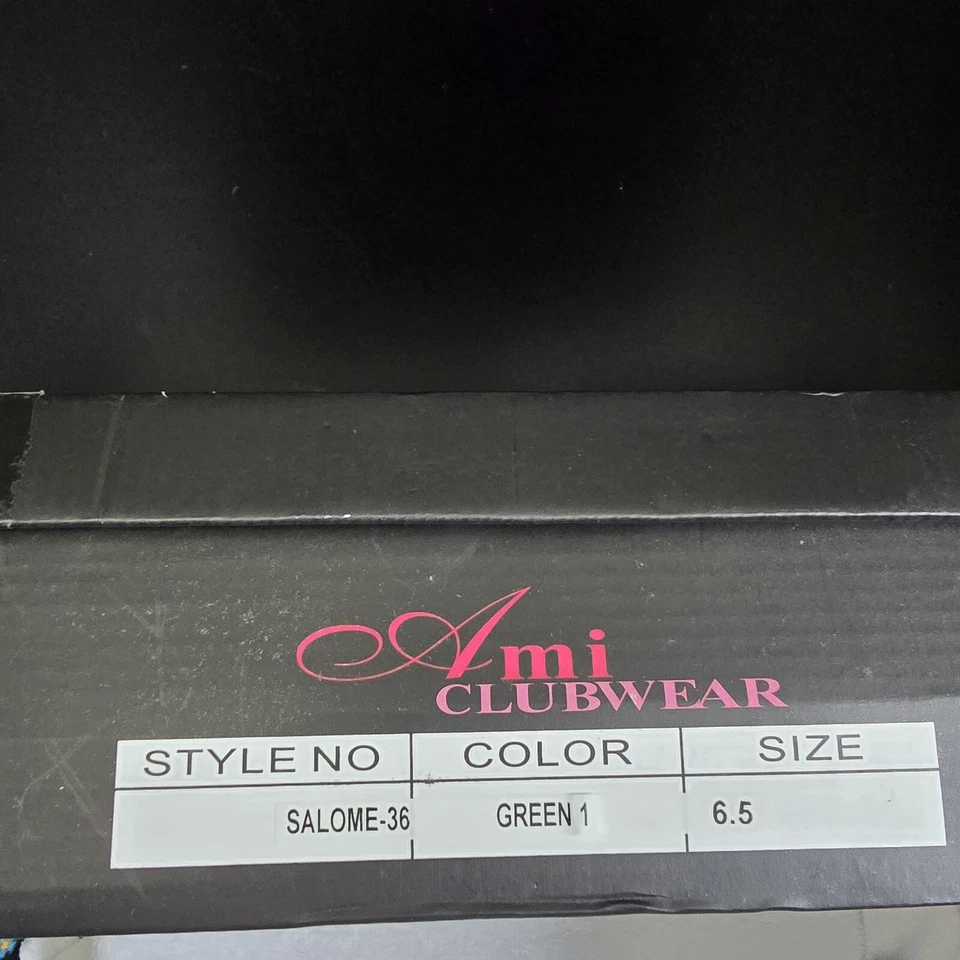 Ami
CLUBWEAR
STYLE NO COLOR SIZE
SALOME-36 GREEN 1 6.5